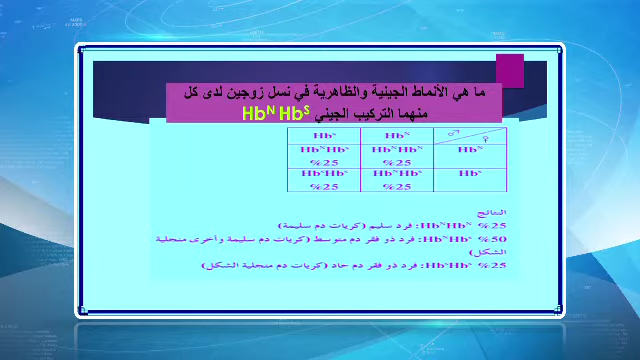 ما هي الأنماط الجينية والظاهرية في نسل زوجين لدى كل
منهما التركيب الجيني Hbᴺ Hbˢ
♂ ♀ Hbᴺ Hbˢ
Hbᴺ HbᴺHbᴺ HbᴺHbˢ
%25 %25
Hbˢ HbᴺHbˢ HbˢHbˢ
%25 %25
النتائج
25% HbᴺHbᴺ: فرد سليم (كريات دم سليمة)
50% HbᴺHbˢ: فرد ذو فقر دم متوسط (كريات دم سليمة وأخرى منجلية
الشكل)
25% HbˢHbˢ: فرد ذو فقر دم حاد (كريات دم منجلية الشكل)